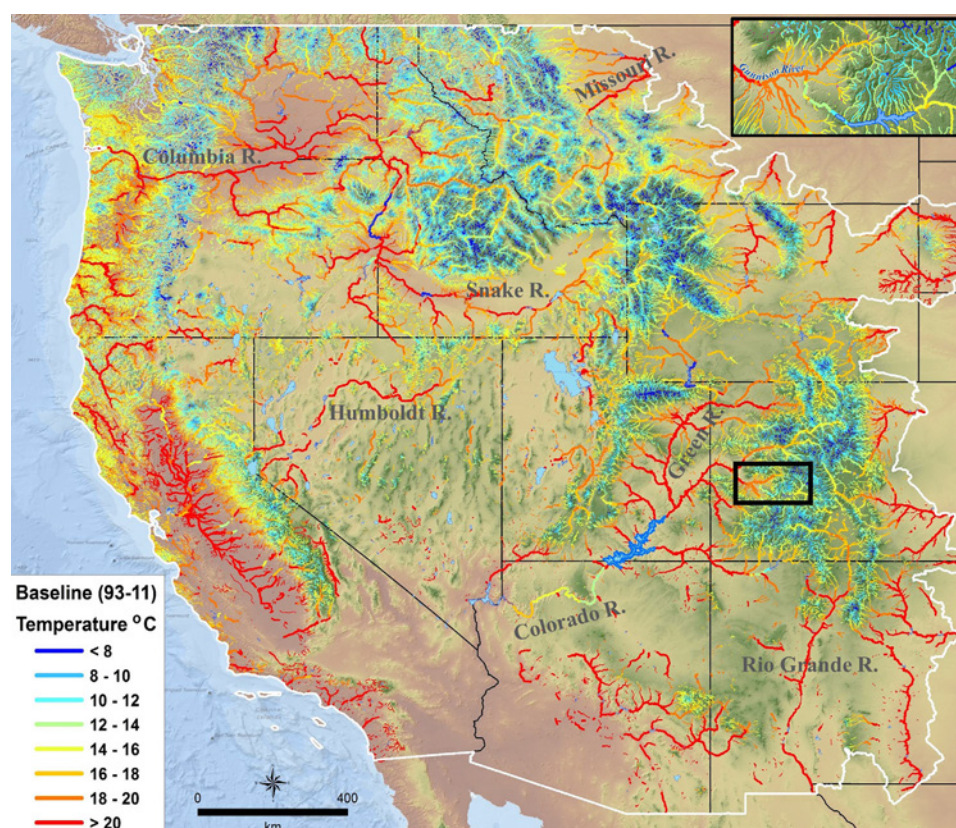 Gunnison River
Missouri R.
Columbia R.
Snake R.
Humboldt R.
Green R.
Colorado R.
Rio Grande R.
Baseline (93-11)
Temperature °C
< 8
8 - 10
10 - 12
12 - 14
14 - 16
16 - 18
18 - 20
> 20
0 400
km